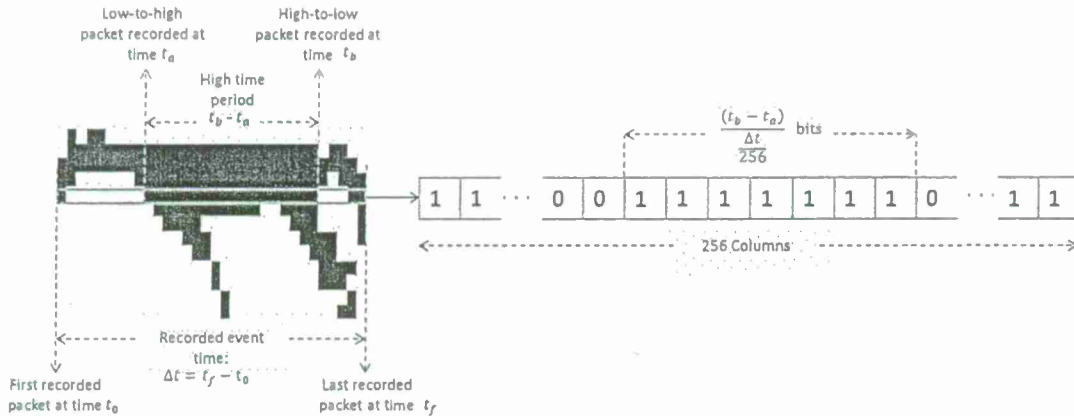 Low-to-high
packet recorded at
time t_a
High-to-low
packet recorded at
time t_b
High time
period
t_b - t_a
(t_b - t_a)
Δt
256
bits
1 1 ··· 0 0 1 1 1 1 1 1 1 0 ··· 1 1
256 Columns
Recorded event
time:
Δt = t_f - t_0
First recorded
packet at time t_0
Last recorded
packet at time t_f